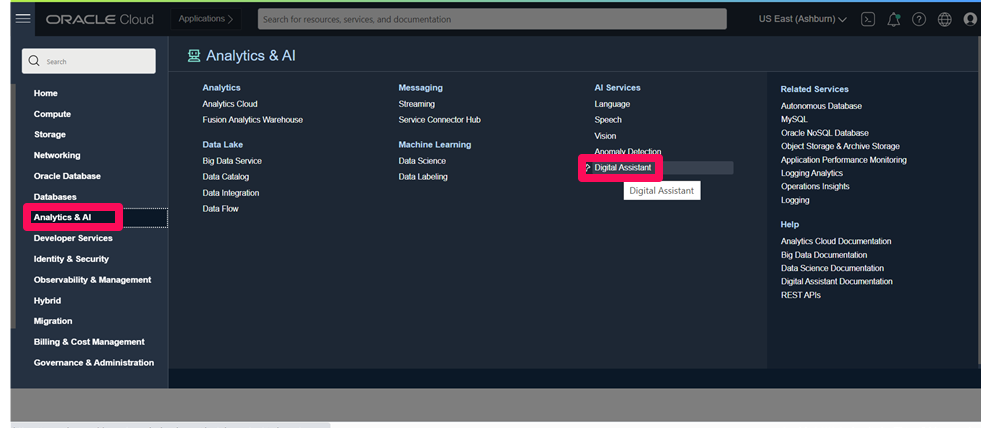 ORACLE Cloud
Applications
Search for resources, services, and documentation
US East (Ashburn)
Search
Home
Compute
Storage
Networking
Oracle Database
Databases
Analytics & AI
Developer Services
Identity & Security
Observability & Management
Hybrid
Migration
Billing & Cost Management
Governance & Administration
Analytics & AI
Analytics
Analytics Cloud
Fusion Analytics Warehouse
Data Lake
Big Data Service
Data Catalog
Data Integration
Data Flow
Messaging
Streaming
Service Connector Hub
Machine Learning
Data Science
Data Labeling
AI Services
Language
Speech
Vision
Anomaly Detection
Digital Assistant
Digital Assistant
Related Services
Autonomous Database
MySQL
Oracle NoSQL Database
Object Storage & Archive Storage
Application Performance Monitoring
Logging Analytics
Operations Insights
Logging
Help
Analytics Cloud Documentation
Big Data Documentation
Data Science Documentation
Digital Assistant Documentation
REST APIs